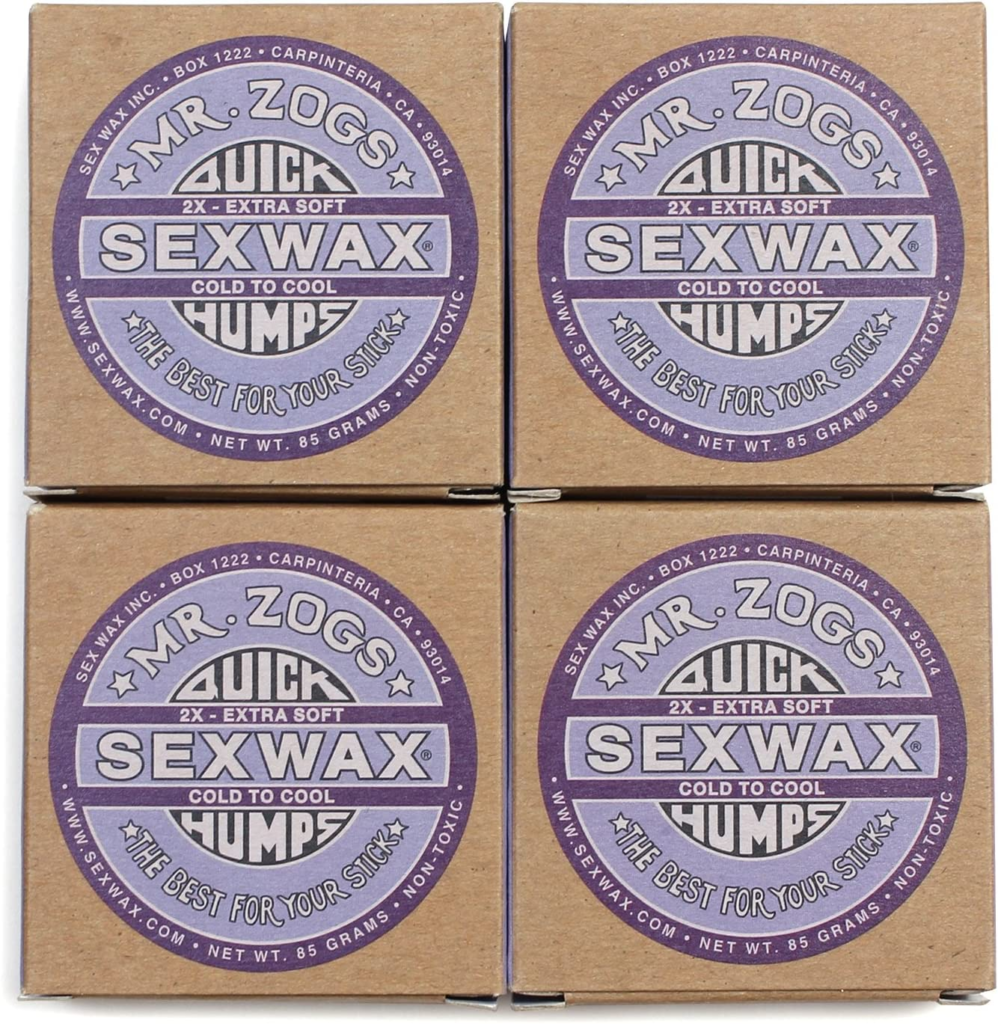 SEX WAX INC. • BOX 1222 • CARPINTERIA • CA • 93014
MR. ZOGS
QUICK
2X - EXTRA SOFT
SEXWAX®
COLD TO COOL
HUMPS
THE BEST FOR YOUR STICK
• WWW.SEXWAX.COM • NET WT. 85 GRAMS • NON-TOXIC •
SEX WAX INC. • BOX 1222 • CARPINTERIA • CA • 93014
MR. ZOGS
QUICK
2X - EXTRA SOFT
SEXWAX®
COLD TO COOL
HUMPS
THE BEST FOR YOUR STICK
• WWW.SEXWAX.COM • NET WT. 85 GRAMS • NON-TOXIC •
SEX WAX INC. • BOX 1222 • CARPINTERIA • CA • 93014
MR. ZOGS
QUICK
2X - EXTRA SOFT
SEXWAX®
COLD TO COOL
HUMPS
THE BEST FOR YOUR STICK
• WWW.SEXWAX.COM • NET WT. 85 GRAMS • NON-TOXIC •
SEX WAX INC. • BOX 1222 • CARPINTERIA • CA • 93014
MR. ZOGS
QUICK
2X - EXTRA SOFT
SEXWAX®
COLD TO COOL
HUMPS
THE BEST FOR YOUR STICK
• WWW.SEXWAX.COM • NET WT. 85 GRAMS • NON-TOXIC •